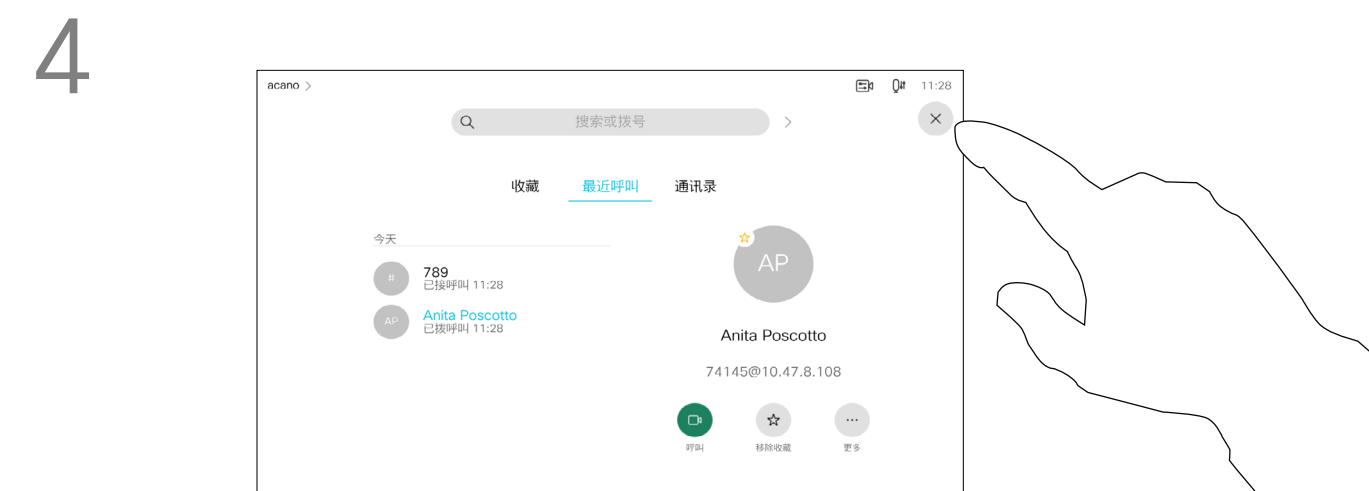 4
acano
11:28
搜索或拨号
收藏 最近呼叫 通讯录
今天
#
789
已接呼叫 11:28
AP
Anita Poscotto
已拨呼叫 11:28
AP
Anita Poscotto
74145@10.47.8.108
呼叫 移除收藏 更多